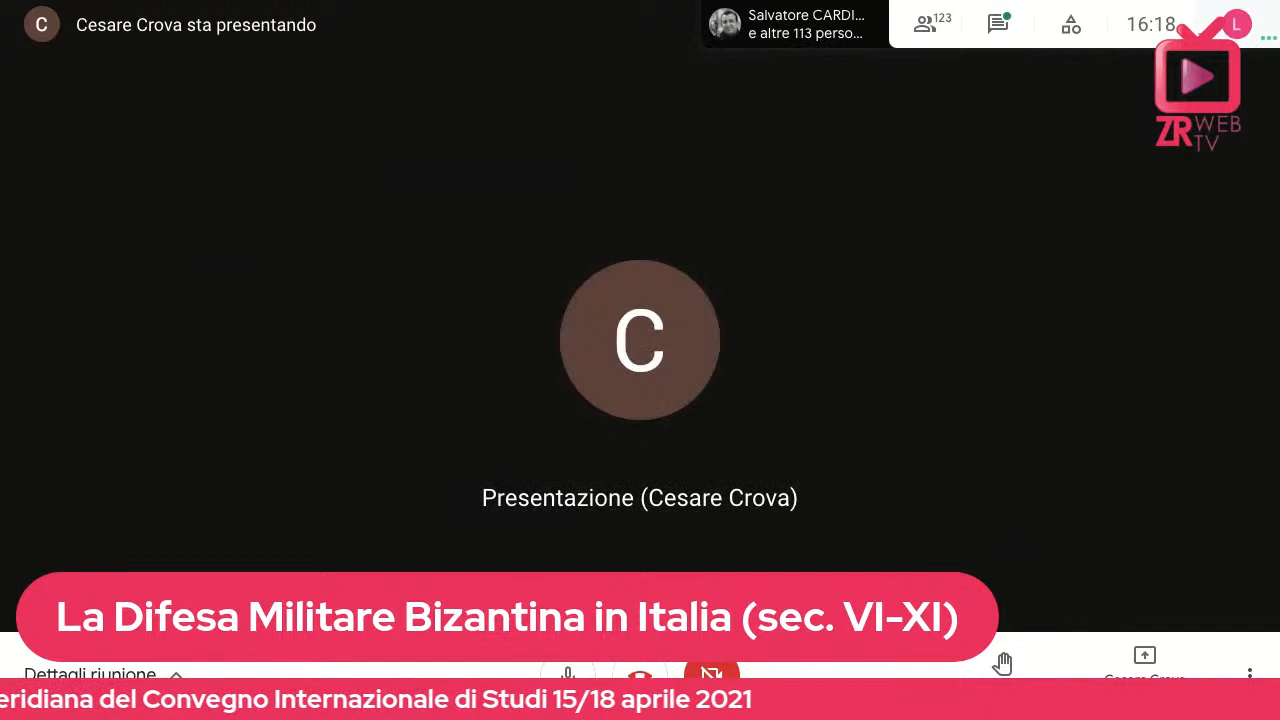 C
Cesare Crova sta presentando
Salvatore CARDI...
e altre 113 perso...
123
16:18
L
ZR WEB
TV
C
Presentazione (Cesare Crova)
La Difesa Militare Bizantina in Italia (sec. VI-XI)
Dettagli riunione
Cesare Crova
eridiana del Convegno Internazionale di Studi 15/18 aprile 2021